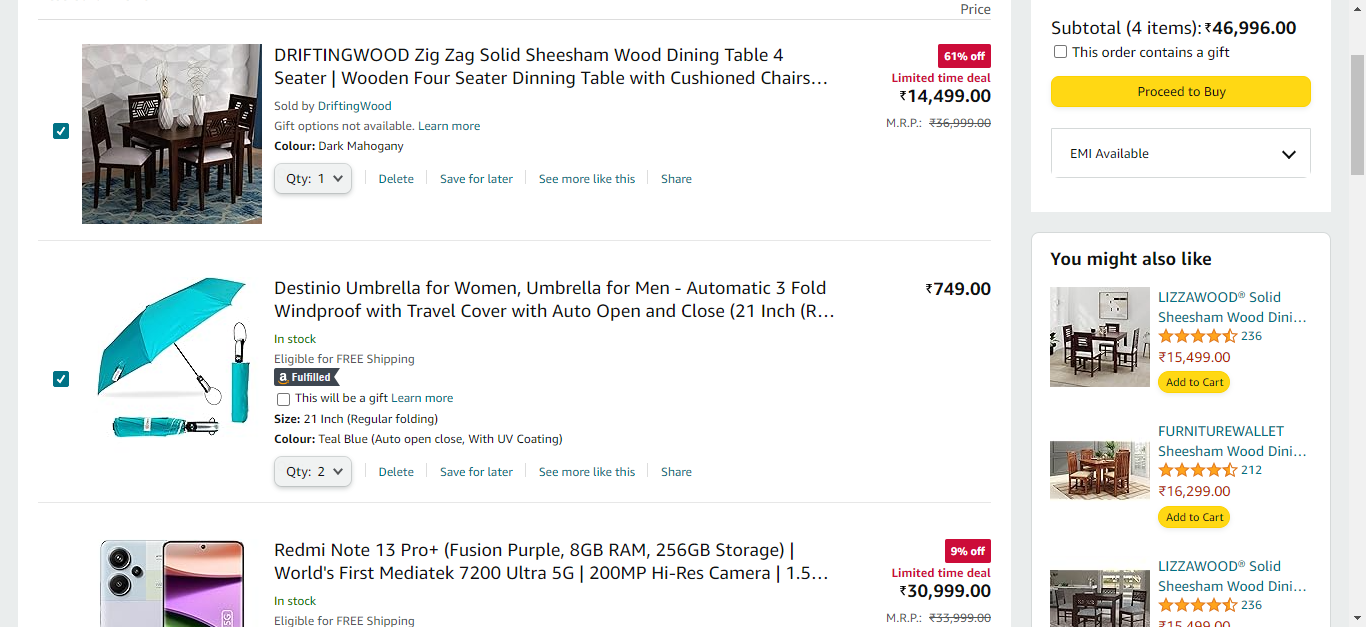 Price
DRIFTINGWOOD Zig Zag Solid Sheesham Wood Dining Table 4
Seater | Wooden Four Seater Dinning Table with Cushioned Chairs…
Sold by DriftingWood
Gift options not available. Learn more
Colour: Dark Mahogany
Qty: 1
Delete
Save for later
See more like this
Share
61% off
Limited time deal
₹14,499.00
M.R.P.: ₹36,999.00
Destinio Umbrella for Women, Umbrella for Men - Automatic 3 Fold
Windproof with Travel Cover with Auto Open and Close (21 Inch (R…
In stock
Eligible for FREE Shipping
a Fulfilled
This will be a gift Learn more
Size: 21 Inch (Regular folding)
Colour: Teal Blue (Auto open close, With UV Coating)
Qty: 2
Delete
Save for later
See more like this
Share
₹749.00
Redmi Note 13 Pro+ (Fusion Purple, 8GB RAM, 256GB Storage) |
World's First Mediatek 7200 Ultra 5G | 200MP Hi-Res Camera | 1.5…
In stock
Eligible for FREE Shipping
5G
9% off
Limited time deal
₹30,999.00
M.R.P.: ₹33,999.00
Subtotal (4 items): ₹46,996.00
This order contains a gift
Proceed to Buy
EMI Available
You might also like
LIZZAWOOD® Solid
Sheesham Wood Dini…
236
₹15,499.00
Add to Cart
FURNITUREWALLET
Sheesham Wood Dini…
212
₹16,299.00
Add to Cart
LIZZAWOOD® Solid
Sheesham Wood Dini…
236
₹15,499.00